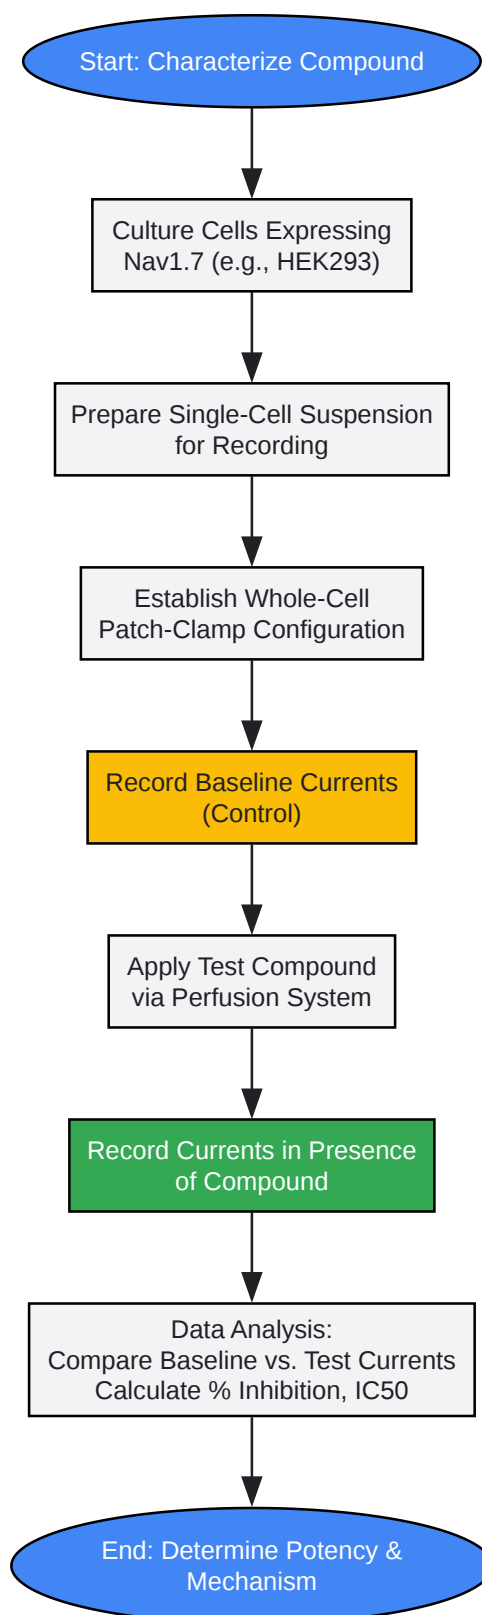 Start: Characterize Compound
Culture Cells Expressing
Nav1.7 (e.g., HEK293)
Prepare Single-Cell Suspension
for Recording
Establish Whole-Cell
Patch-Clamp Configuration
Record Baseline Currents
(Control)
Apply Test Compound
via Perfusion System
Record Currents in Presence
of Compound
Data Analysis:
Compare Baseline vs. Test Currents
Calculate % Inhibition, IC50
End: Determine Potency &
Mechanism